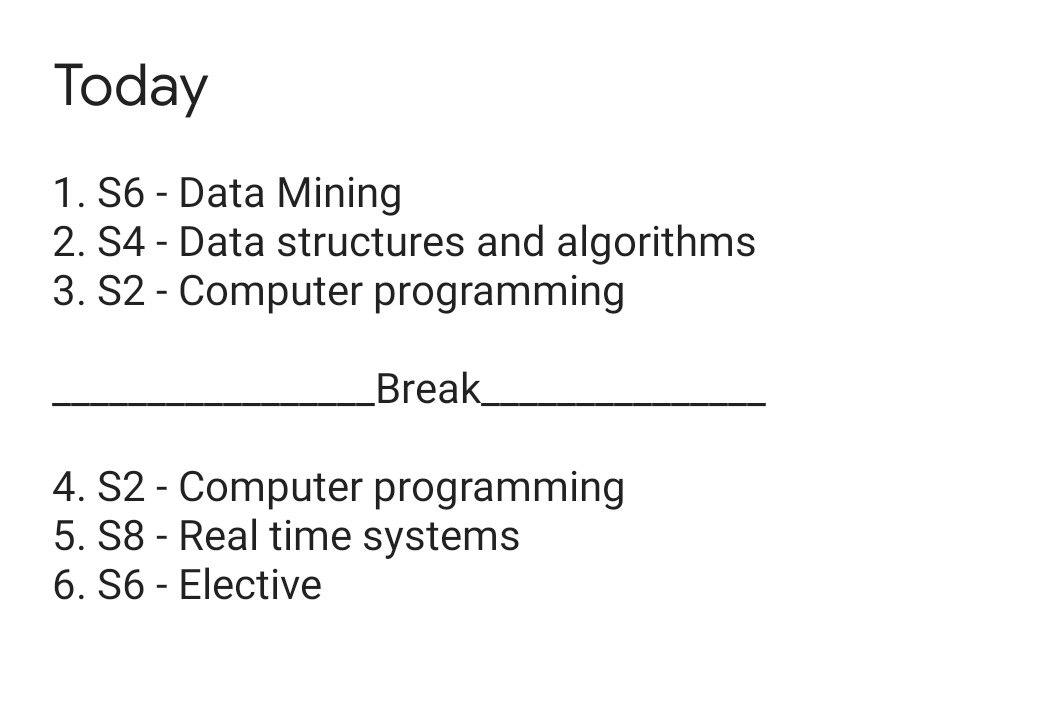 Today
1. S6 - Data Mining
2. S4 - Data structures and algorithms
3. S2 - Computer programming
_________________Break_______________
4. S2 - Computer programming
5. S8 - Real time systems
6. S6 - Elective